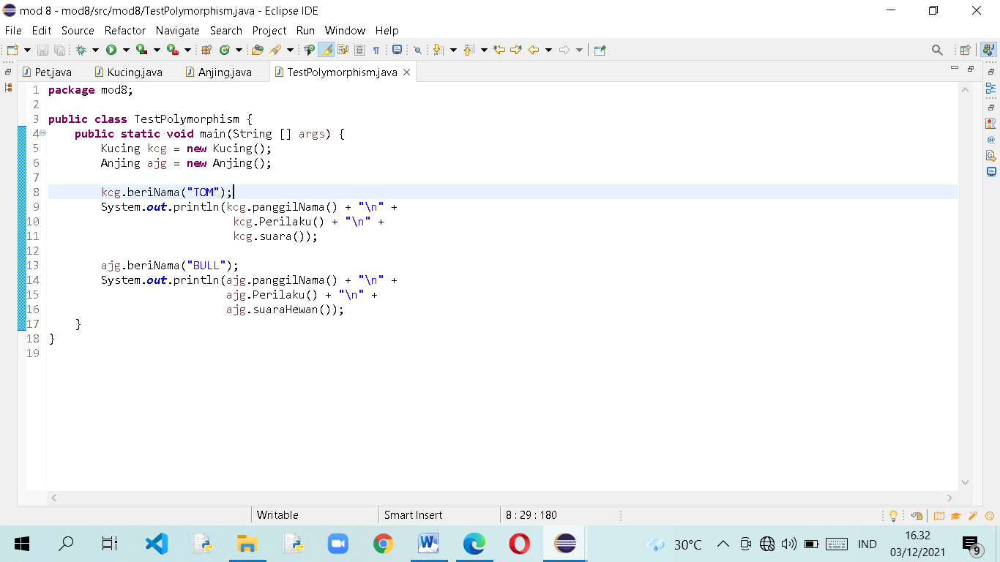 mod 8 - mod8/src/mod8/TestPolymorphism.java - Eclipse IDE
File Edit Source Refactor Navigate Search Project Run Window Help
Pet.java Kucing.java Anjing.java TestPolymorphism.java
1 package mod8;
2
3 public class TestPolymorphism {
4 public static void main(String [] args) {
5 Kucing kcg = new Kucing();
6 Anjing ajg = new Anjing();
7
8 kcg.beriNama("TOM");
9 System.out.println(kcg.panggilNama() + "\n" +
10 kcg.Perilaku() + "\n" +
11 kcg.suara());
12
13 ajg.beriNama("BULL");
14 System.out.println(ajg.panggilNama() + "\n" +
15 ajg.Perilaku() + "\n" +
16 ajg.suaraHewan());
17 }
18 }
19
Writable Smart Insert 8 : 29 : 180
30°C IND 16.32
03/12/2021 9